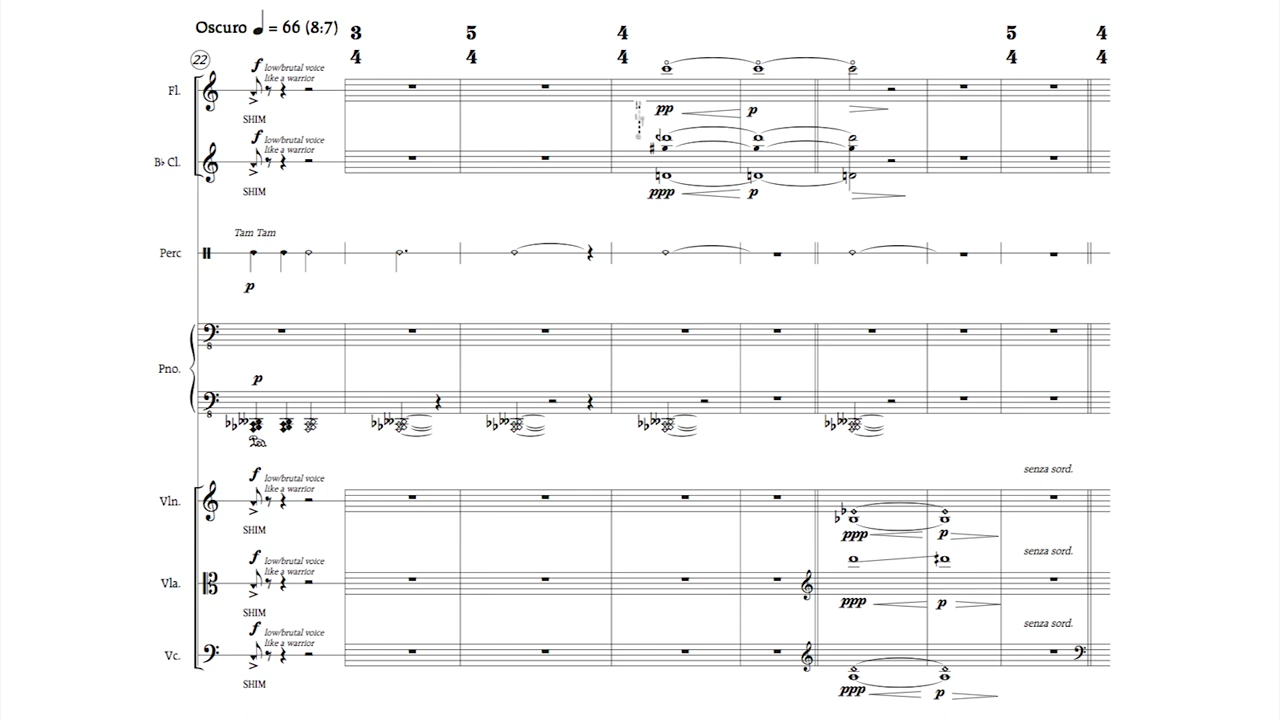 Oscuro ♩ = 66 (8:7)
3 4 5 4 4 4 5 4 4 4
22
f low/brutal voice
like a warrior
Fl.
SHIM
pp p
f low/brutal voice
like a warrior
B♭ Cl.
SHIM
ppp p
Tam Tam
Perc
p
Pno.
p
8
8
f low/brutal voice
like a warrior
senza sord.
Vln.
SHIM
ppp p
f low/brutal voice
like a warrior
senza sord.
Vla.
SHIM
ppp p
f low/brutal voice
like a warrior
senza sord.
Vc.
SHIM
ppp p